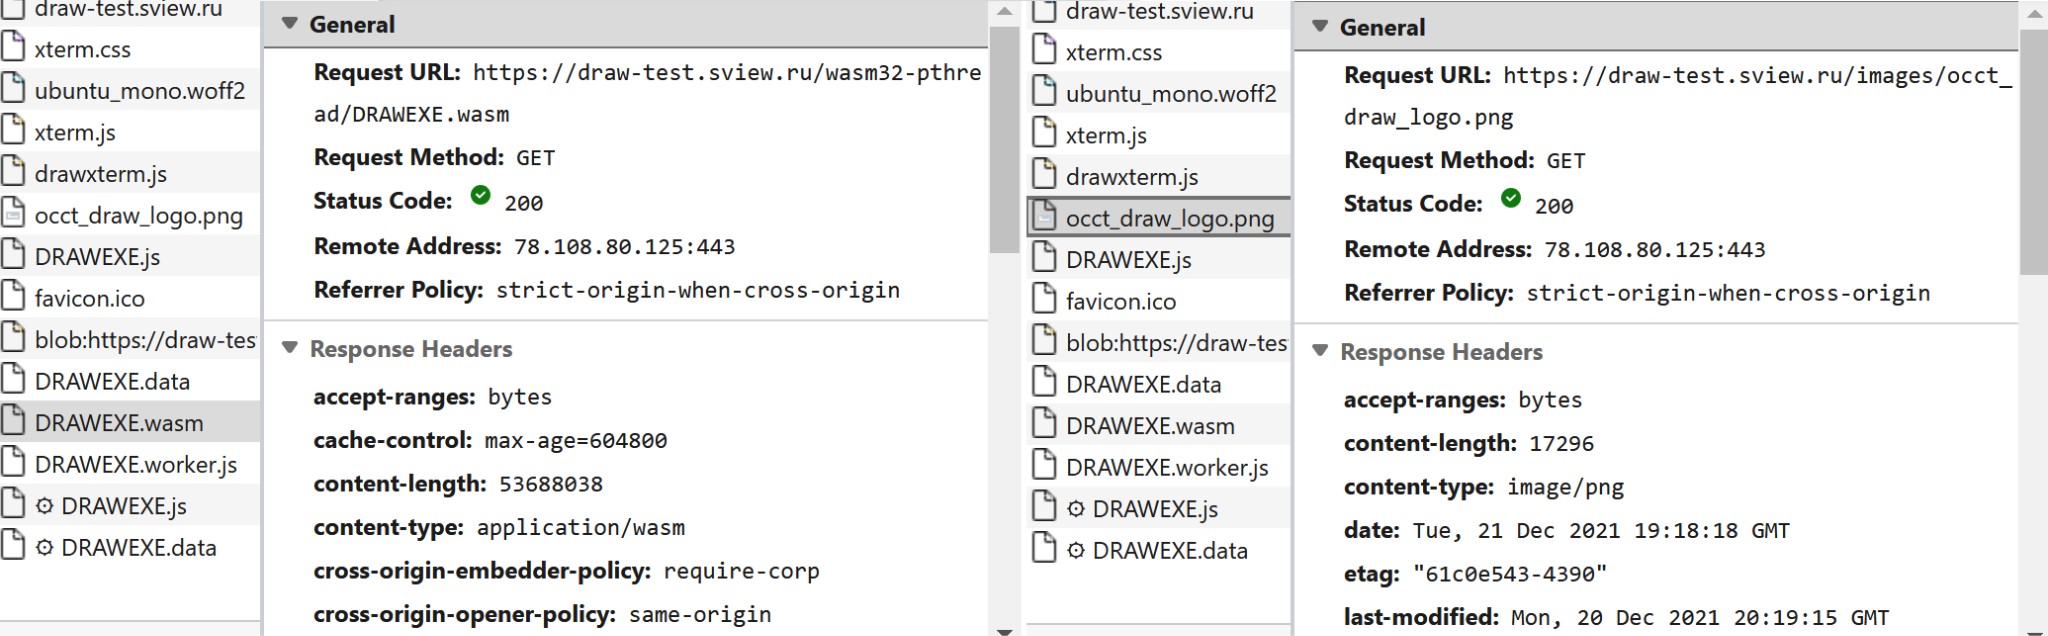 draw-test.sview.ru
xterm.css
ubuntu_mono.woff2
xterm.js
drawxterm.js
occt_draw_logo.png
DRAWEXE.js
favicon.ico
blob:https://draw-tes
DRAWEXE.data
DRAWEXE.wasm
DRAWEXE.worker.js
DRAWEXE.js
DRAWEXE.data
General
Request URL: https://draw-test.sview.ru/wasm32-pthre
ad/DRAWEXE.wasm
Request Method: GET
Status Code: 200
Remote Address: 78.108.80.125:443
Referrer Policy: strict-origin-when-cross-origin
Response Headers
accept-ranges: bytes
cache-control: max-age=604800
content-length: 53688038
content-type: application/wasm
cross-origin-embedder-policy: require-corp
cross-origin-opener-policy: same-origin
draw-test.sview.ru
xterm.css
ubuntu_mono.woff2
xterm.js
drawxterm.js
occt_draw_logo.png
DRAWEXE.js
favicon.ico
blob:https://draw-tes
DRAWEXE.data
DRAWEXE.wasm
DRAWEXE.worker.js
DRAWEXE.js
DRAWEXE.data
General
Request URL: https://draw-test.sview.ru/images/occt_
draw_logo.png
Request Method: GET
Status Code: 200
Remote Address: 78.108.80.125:443
Referrer Policy: strict-origin-when-cross-origin
Response Headers
accept-ranges: bytes
content-length: 17296
content-type: image/png
date: Tue, 21 Dec 2021 19:18:18 GMT
etag: "61c0e543-4390"
last-modified: Mon, 20 Dec 2021 20:19:15 GMT